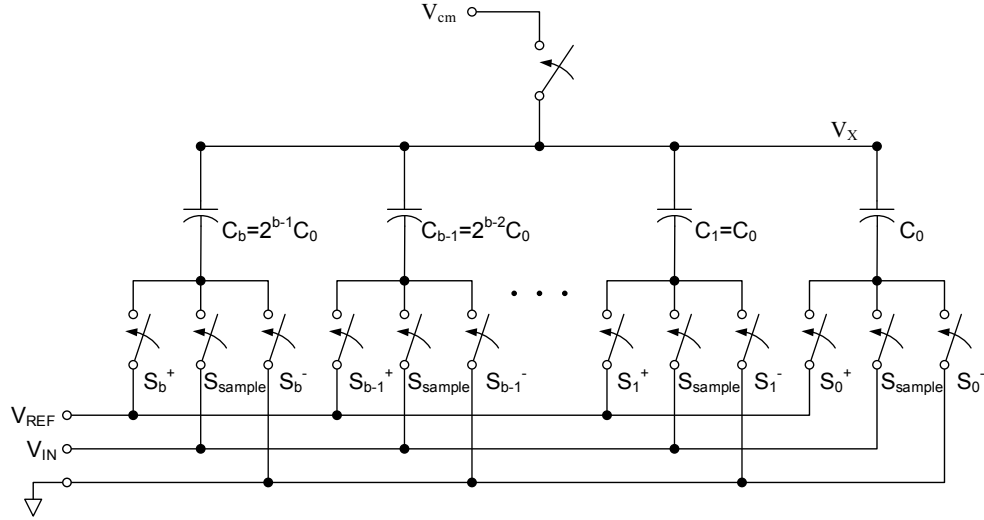 V_cm
V_X
C_b=2^{b-1}C_0
C_{b-1}=2^{b-2}C_0
C_1=C_0
C_0
. . .
S_b^+
S_sample
S_b^-
S_{b-1}^+
S_sample
S_{b-1}^-
S_1^+
S_sample
S_1^-
S_0^+
S_sample
S_0^-
V_REF
V_IN